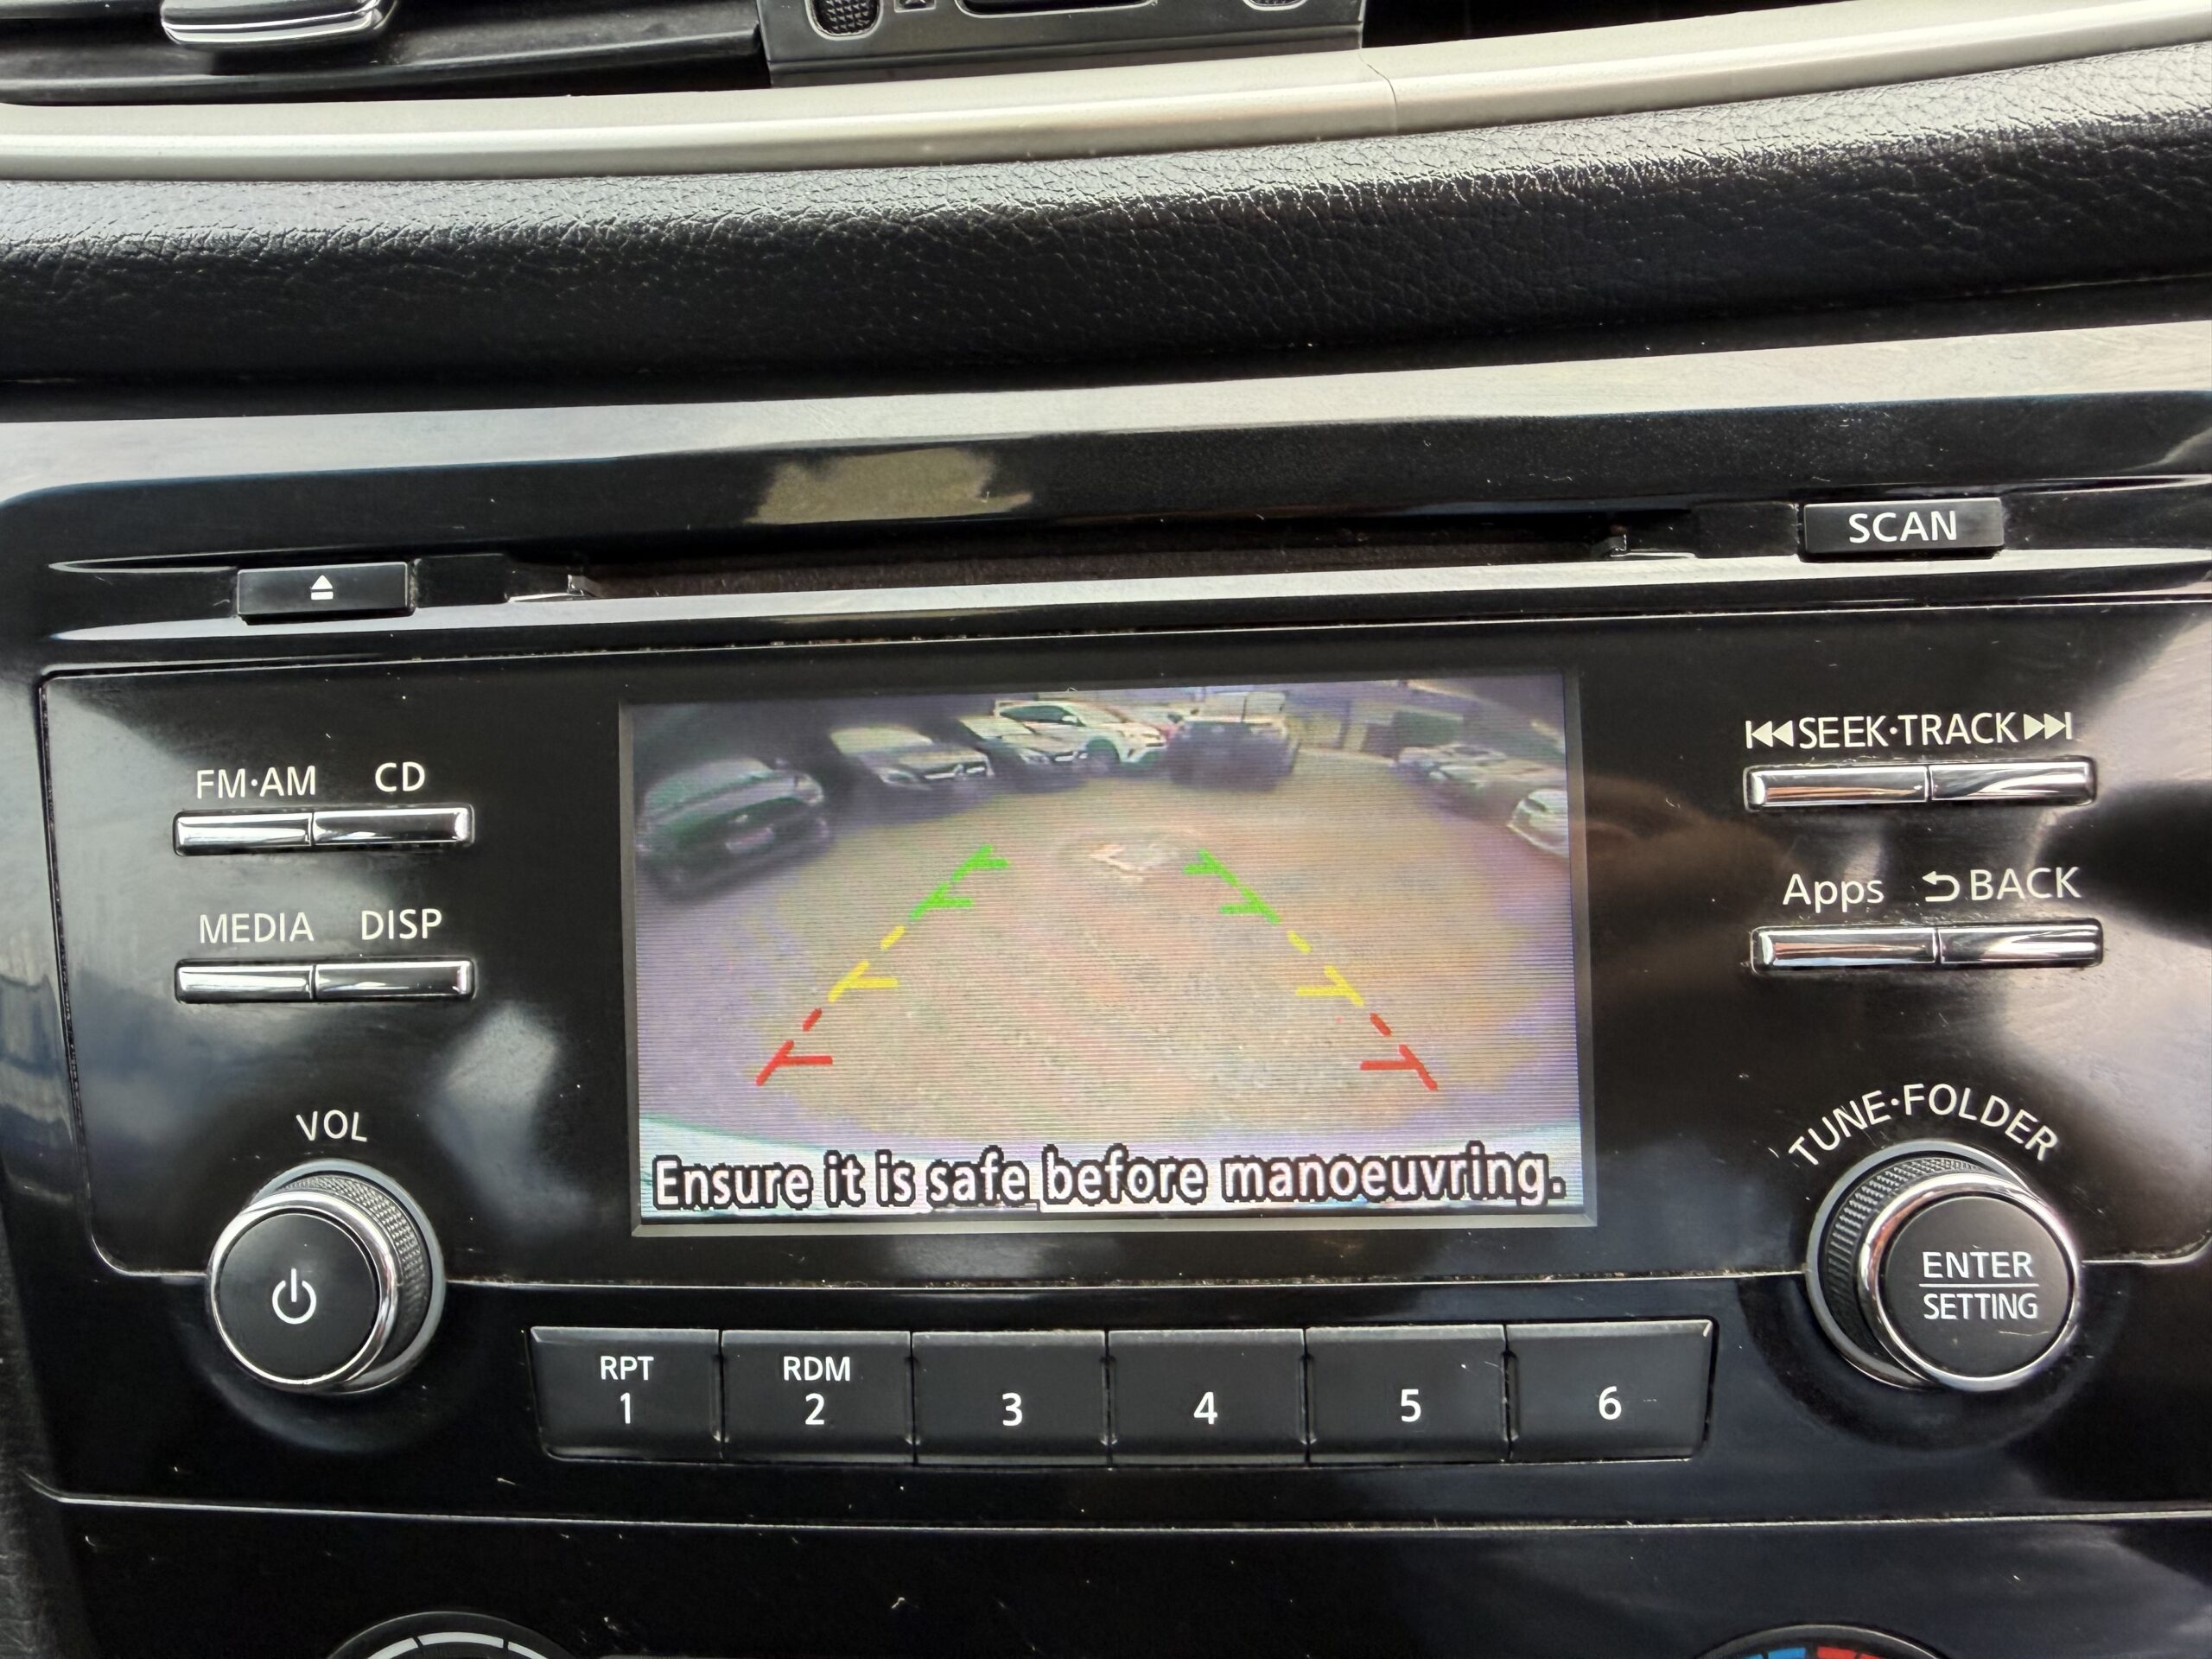 SCAN
FM·AM CD
SEEK·TRACK
MEDIA DISP
Apps BACK
VOL
TUNE·FOLDER
Ensure it is safe before manoeuvring.
ENTER
SETTING
RPT
1
RDM
2
3
4
5
6